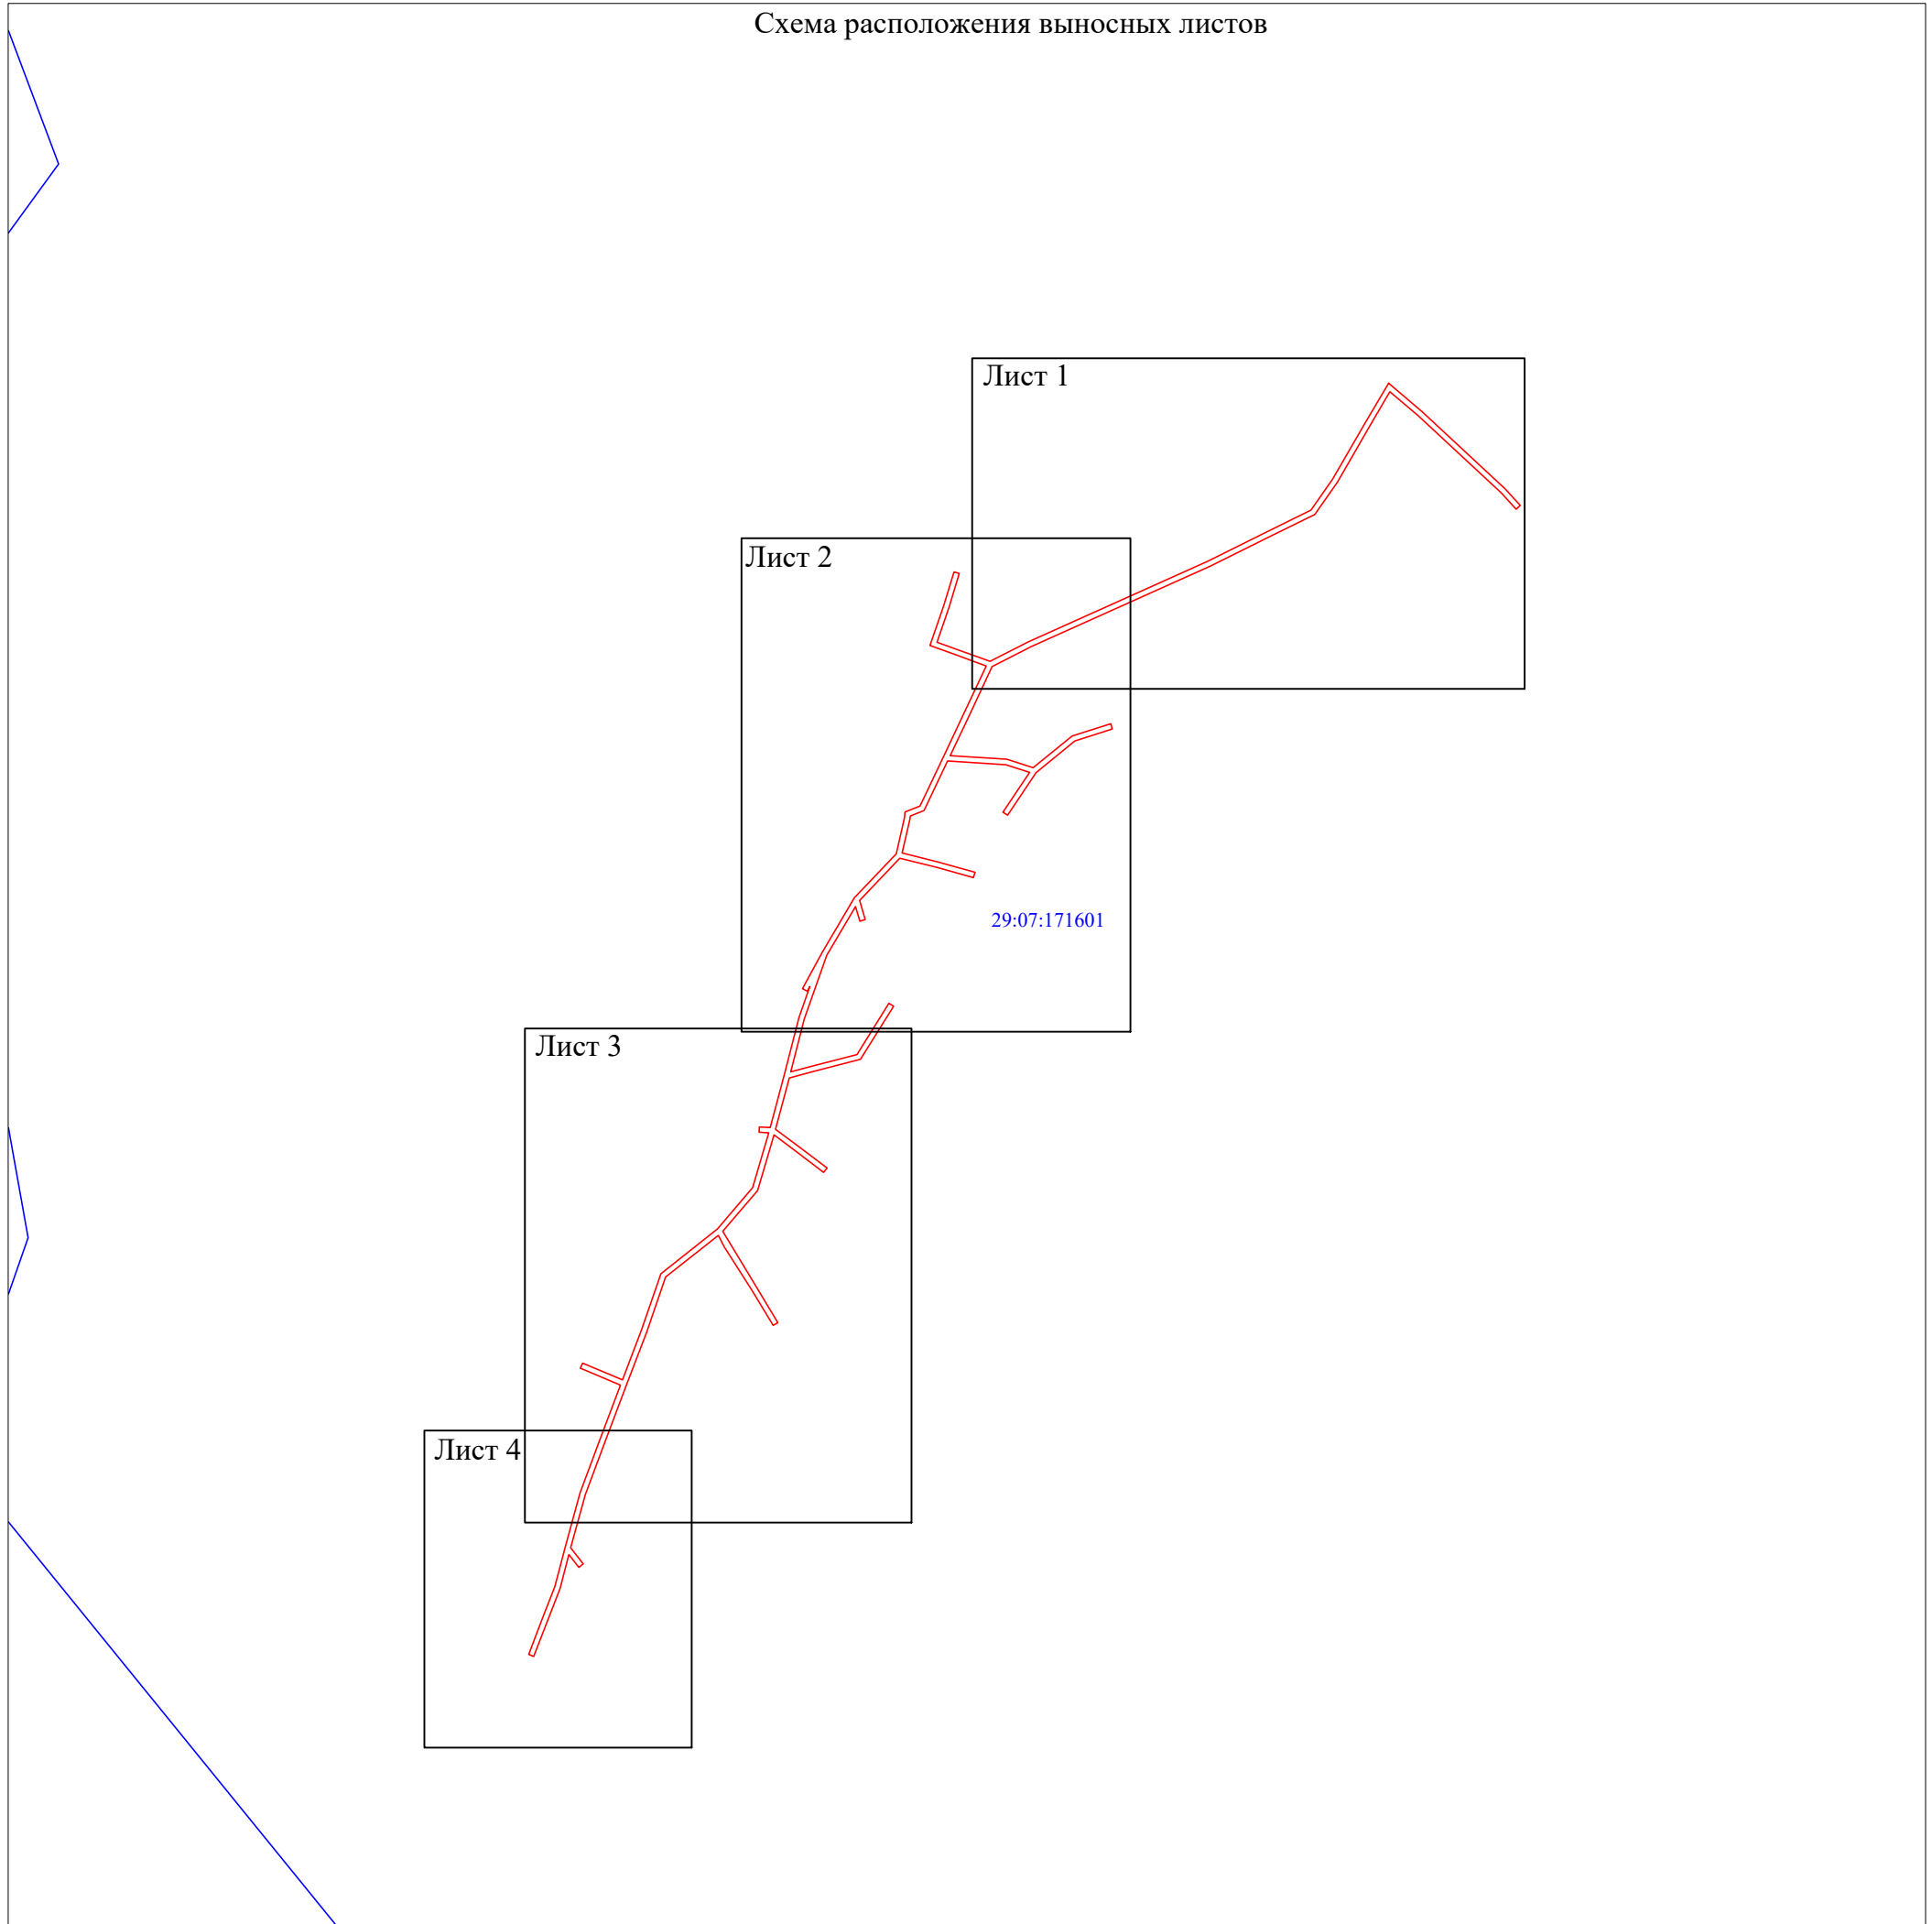 Схема расположения выносных листов
Лист 1
Лист 2
29:07:171601
Лист 3
Лист 4